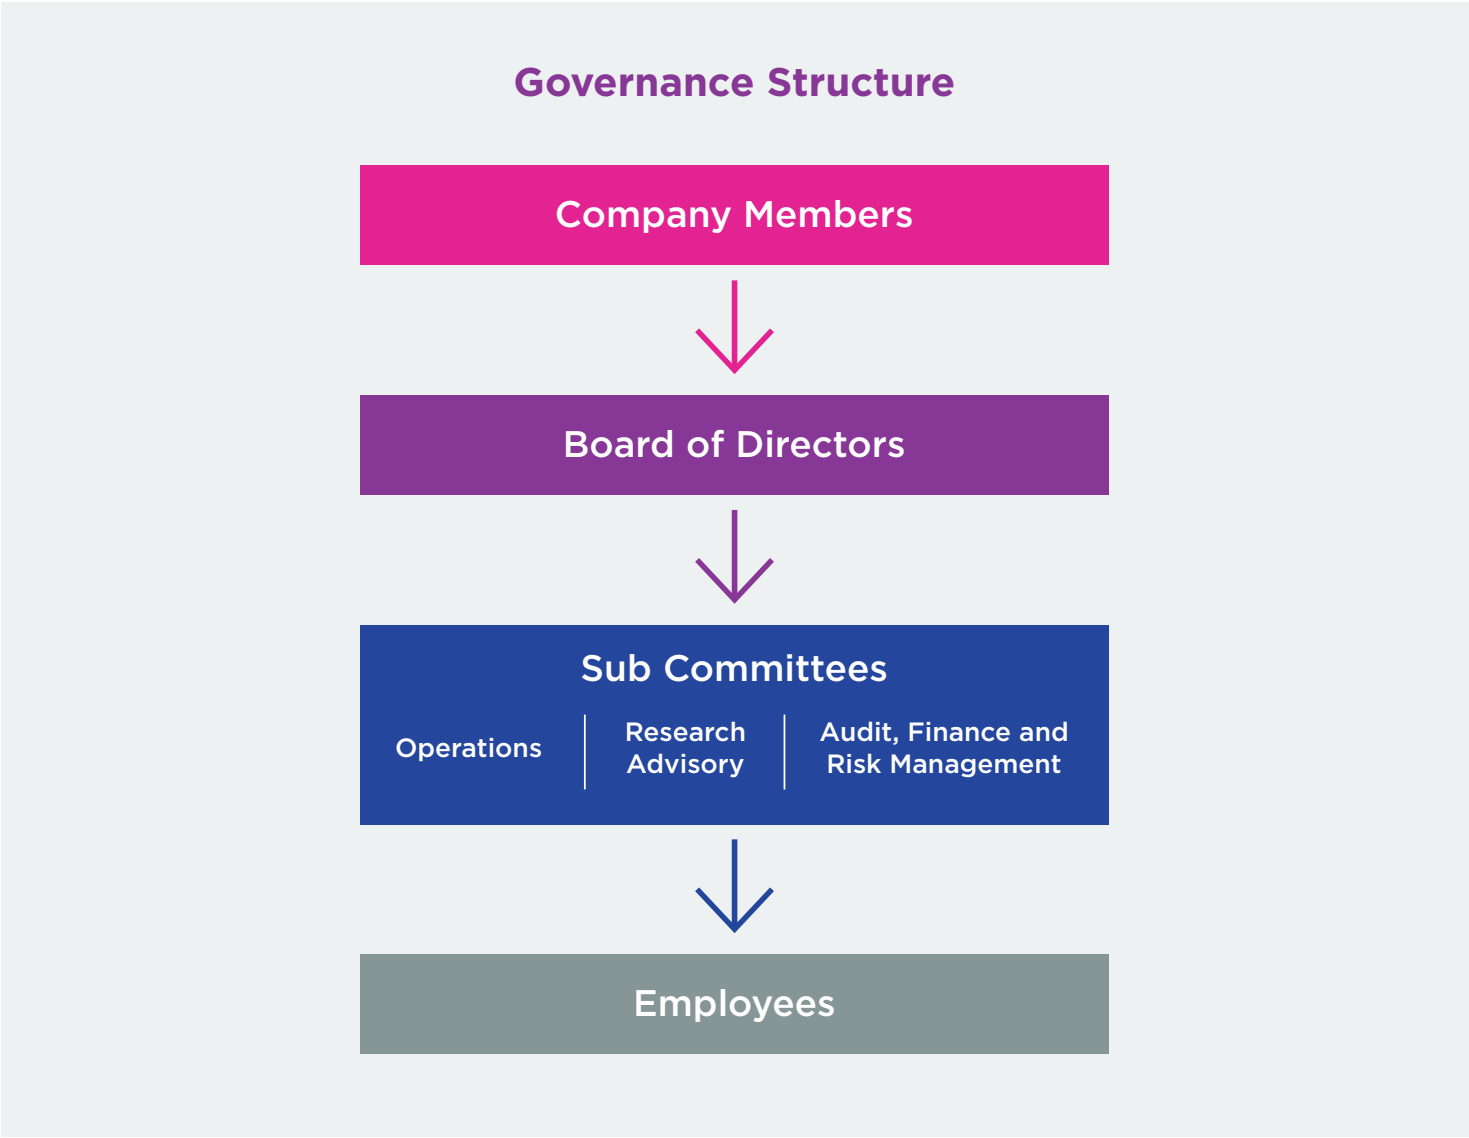 Governance Structure
Company Members
Board of Directors
Sub Committees
Operations
Research
Advisory
Audit, Finance and
Risk Management
Employees